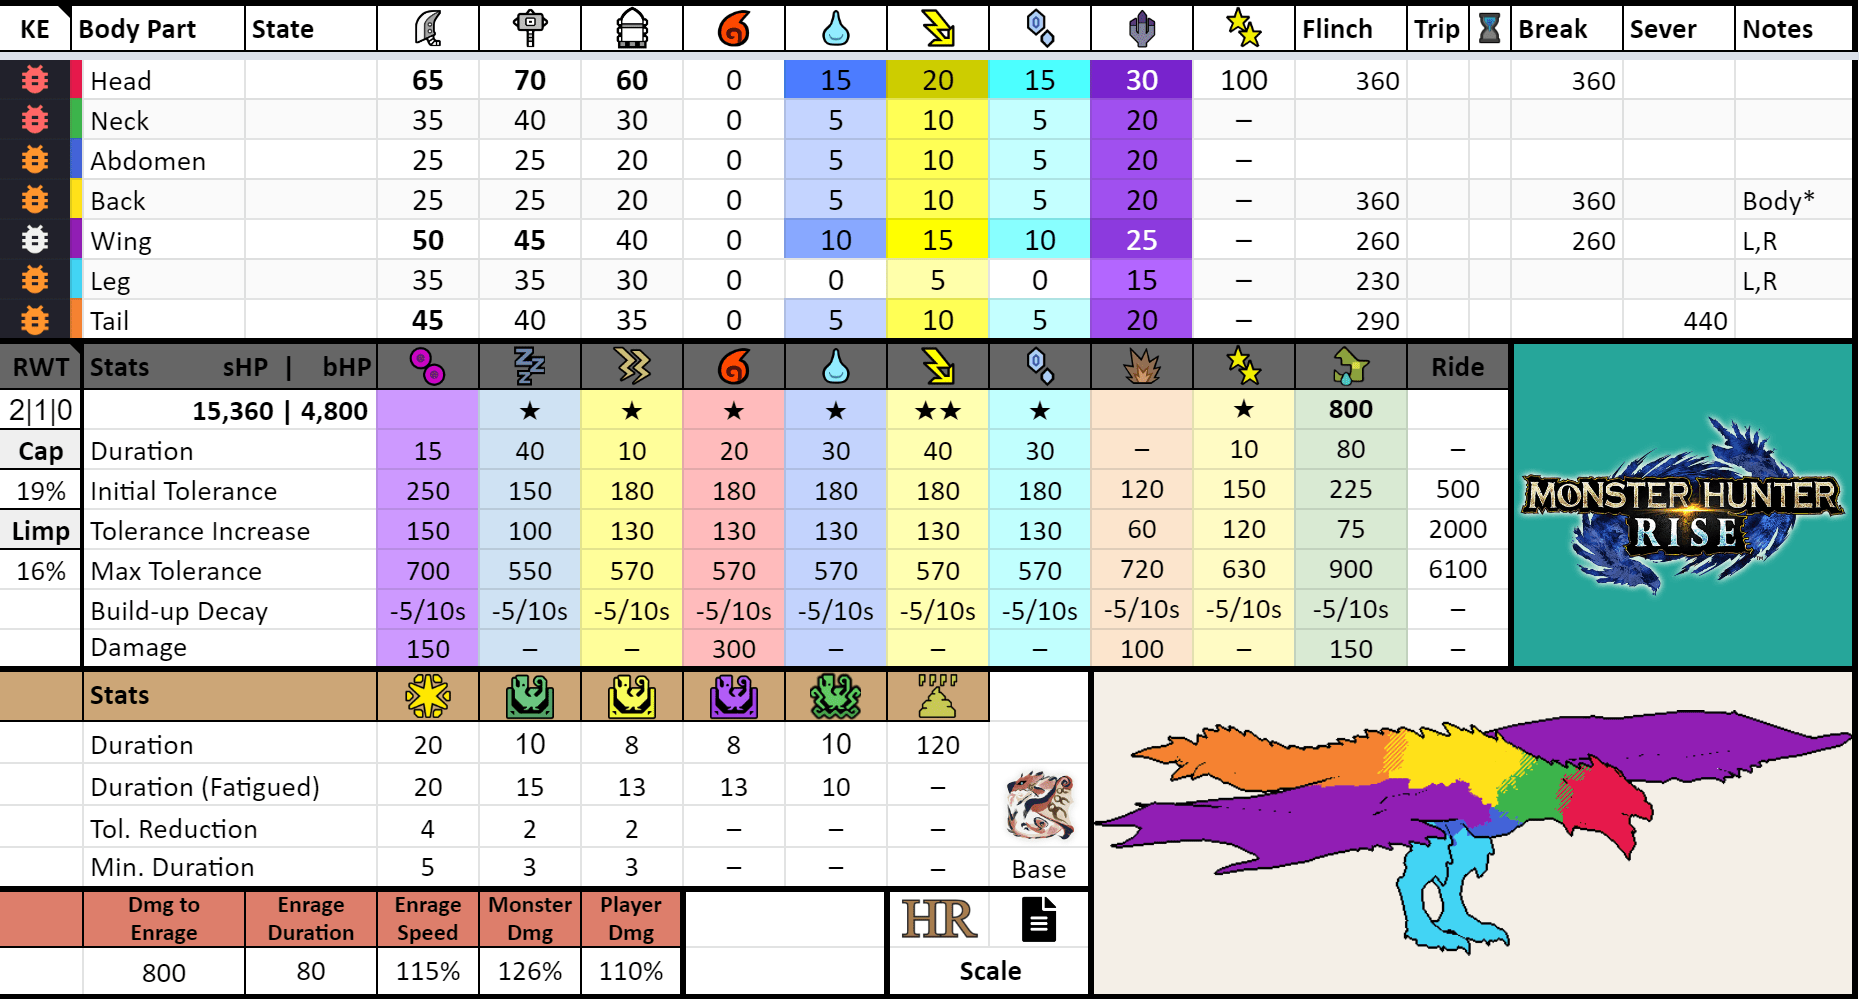 KE Body Part State Flinch Trip Break Sever Notes
Head 65 70 60 0 15 20 15 30 100 360 360
Neck 35 40 30 0 5 10 5 20 –
Abdomen 25 25 20 0 5 10 5 20 –
Back 25 25 20 0 5 10 5 20 – 360 360 Body*
Wing 50 45 40 0 10 15 10 25 – 260 260 L,R
Leg 35 35 30 0 0 5 0 15 – 230 L,R
Tail 45 40 35 0 5 10 5 20 – 290 440
RWT Stats sHP | bHP Ride
2|1|0 15,360 | 4,800 ★ ★ ★ ★ ★★ ★ ★ 800
Cap Duration 15 40 10 20 30 40 30 – 10 80 –
19% Initial Tolerance 250 150 180 180 180 180 180 120 150 225 500
Limp Tolerance Increase 150 100 130 130 130 130 130 60 120 75 2000
16% Max Tolerance 700 550 570 570 570 570 570 720 630 900 6100
Build-up Decay -5/10s -5/10s -5/10s -5/10s -5/10s -5/10s -5/10s -5/10s -5/10s -5/10s –
Damage 150 – – 300 – – – 100 – 150 –
MONSTER HUNTER
RISE
Stats
Duration 20 10 8 8 10 120
Duration (Fatigued) 20 15 13 13 10 –
Tol. Reduction 4 2 2 – – –
Min. Duration 5 3 3 – – – Base
Dmg to Enrage Enrage Monster Player
Enrage Duration Speed Dmg Dmg
HR
800 80 115% 126% 110% Scale